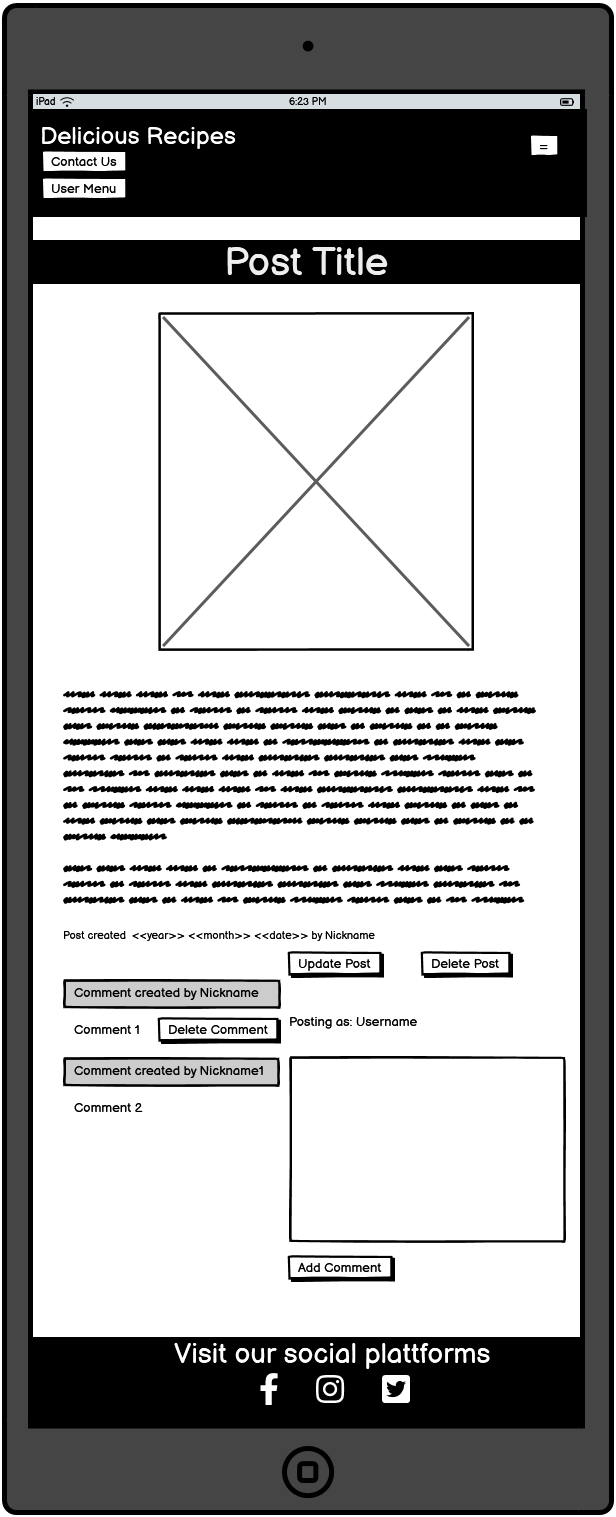 iPad 6:23 PM
Delicious Recipes
=
Contact Us
User Menu
Post Title
Post created <<year>> <<month>> <<date>> by Nickname
Update Post Delete Post
Comment created by Nickname
Comment 1 Delete Comment Posting as: Username
Comment created by Nickname1
Comment 2
Add Comment
Visit our social plattforms